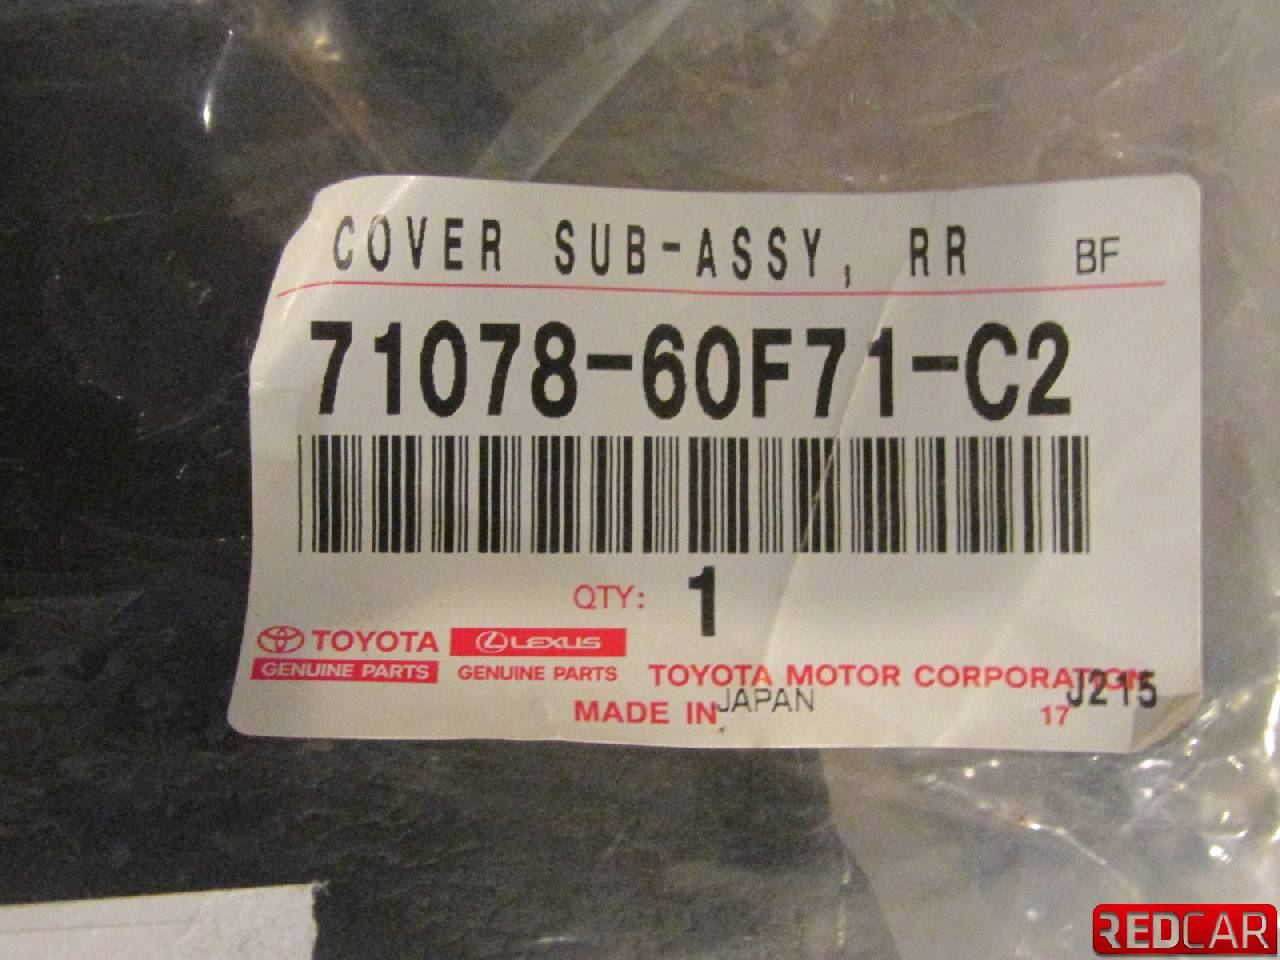 COVER SUB-ASSY, RR BF
71078-60F71-C2
QTY: 1
TOYOTA LEXUS
GENUINE PARTS GENUINE PARTS TOYOTA MOTOR CORPORATION
MADE IN JAPAN 17 J215
REDCAR